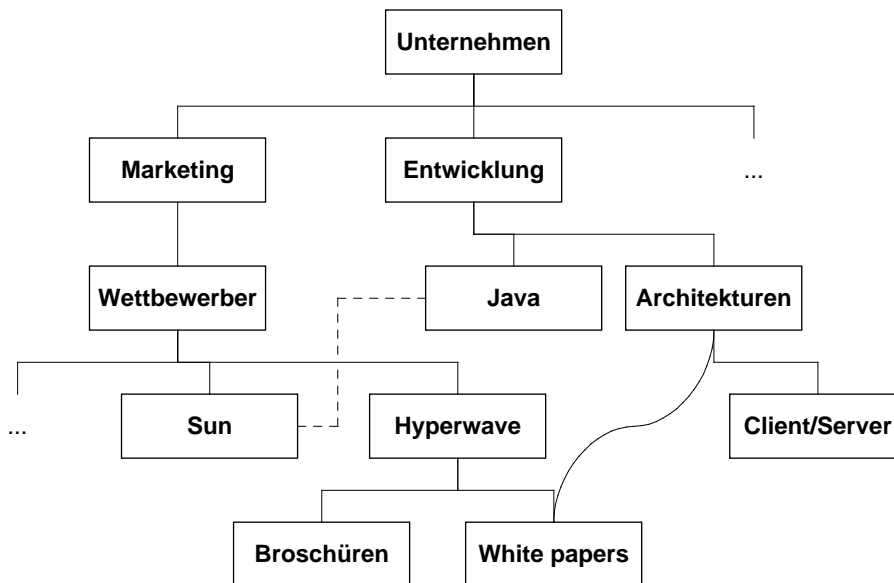 Unternehmen
Marketing
Entwicklung
...
Wettbewerber
Java
Architekturen
...
Sun
Hyperwave
Client/Server
Broschüren
White papers